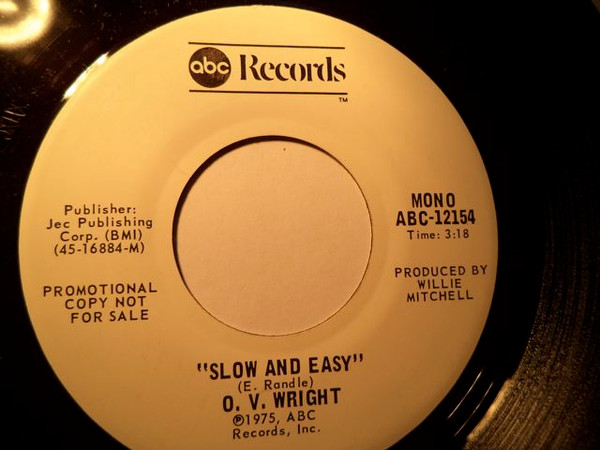 abc Records
TM
Publisher:
Jec Publishing
Corp. (BMI)
(45-16884-M)
PROMOTIONAL
COPY NOT
FOR SALE
MONO
ABC-12154
Time: 3:18
PRODUCED BY
WILLIE
MITCHELL
"SLOW AND EASY"
(E. Randle)
O. V. WRIGHT
℗1975, ABC
Records, Inc.